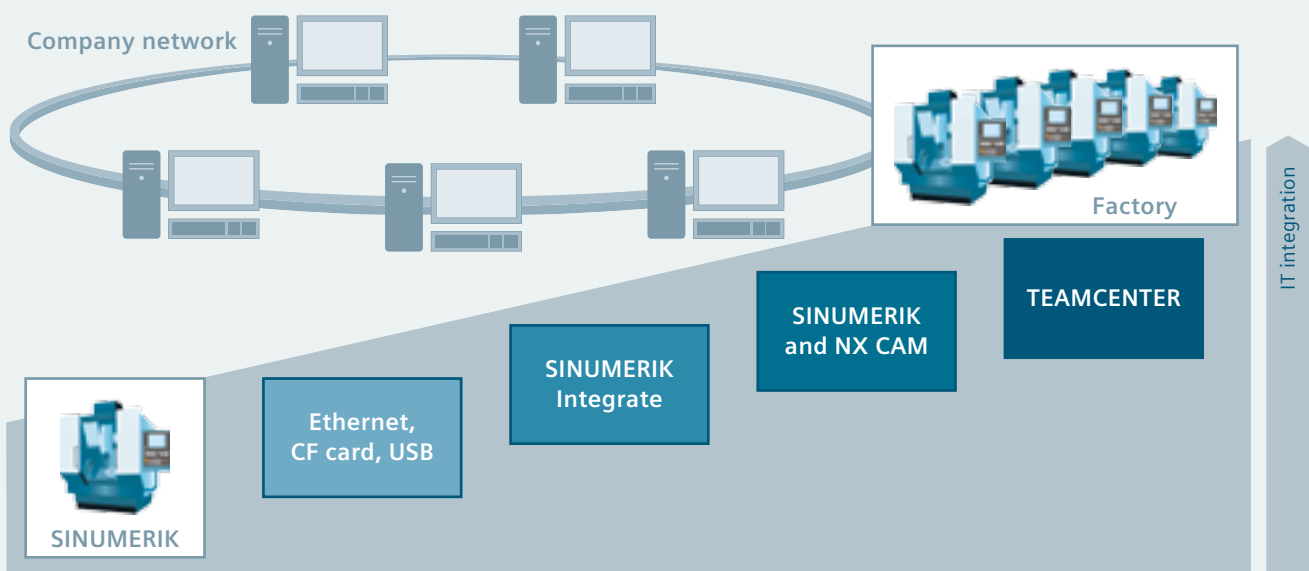 Company network
Factory
IT integration
TEAMCENTER
SINUMERIK
and NX CAM
SINUMERIK
Integrate
Ethernet,
CF card, USB
SINUMERIK